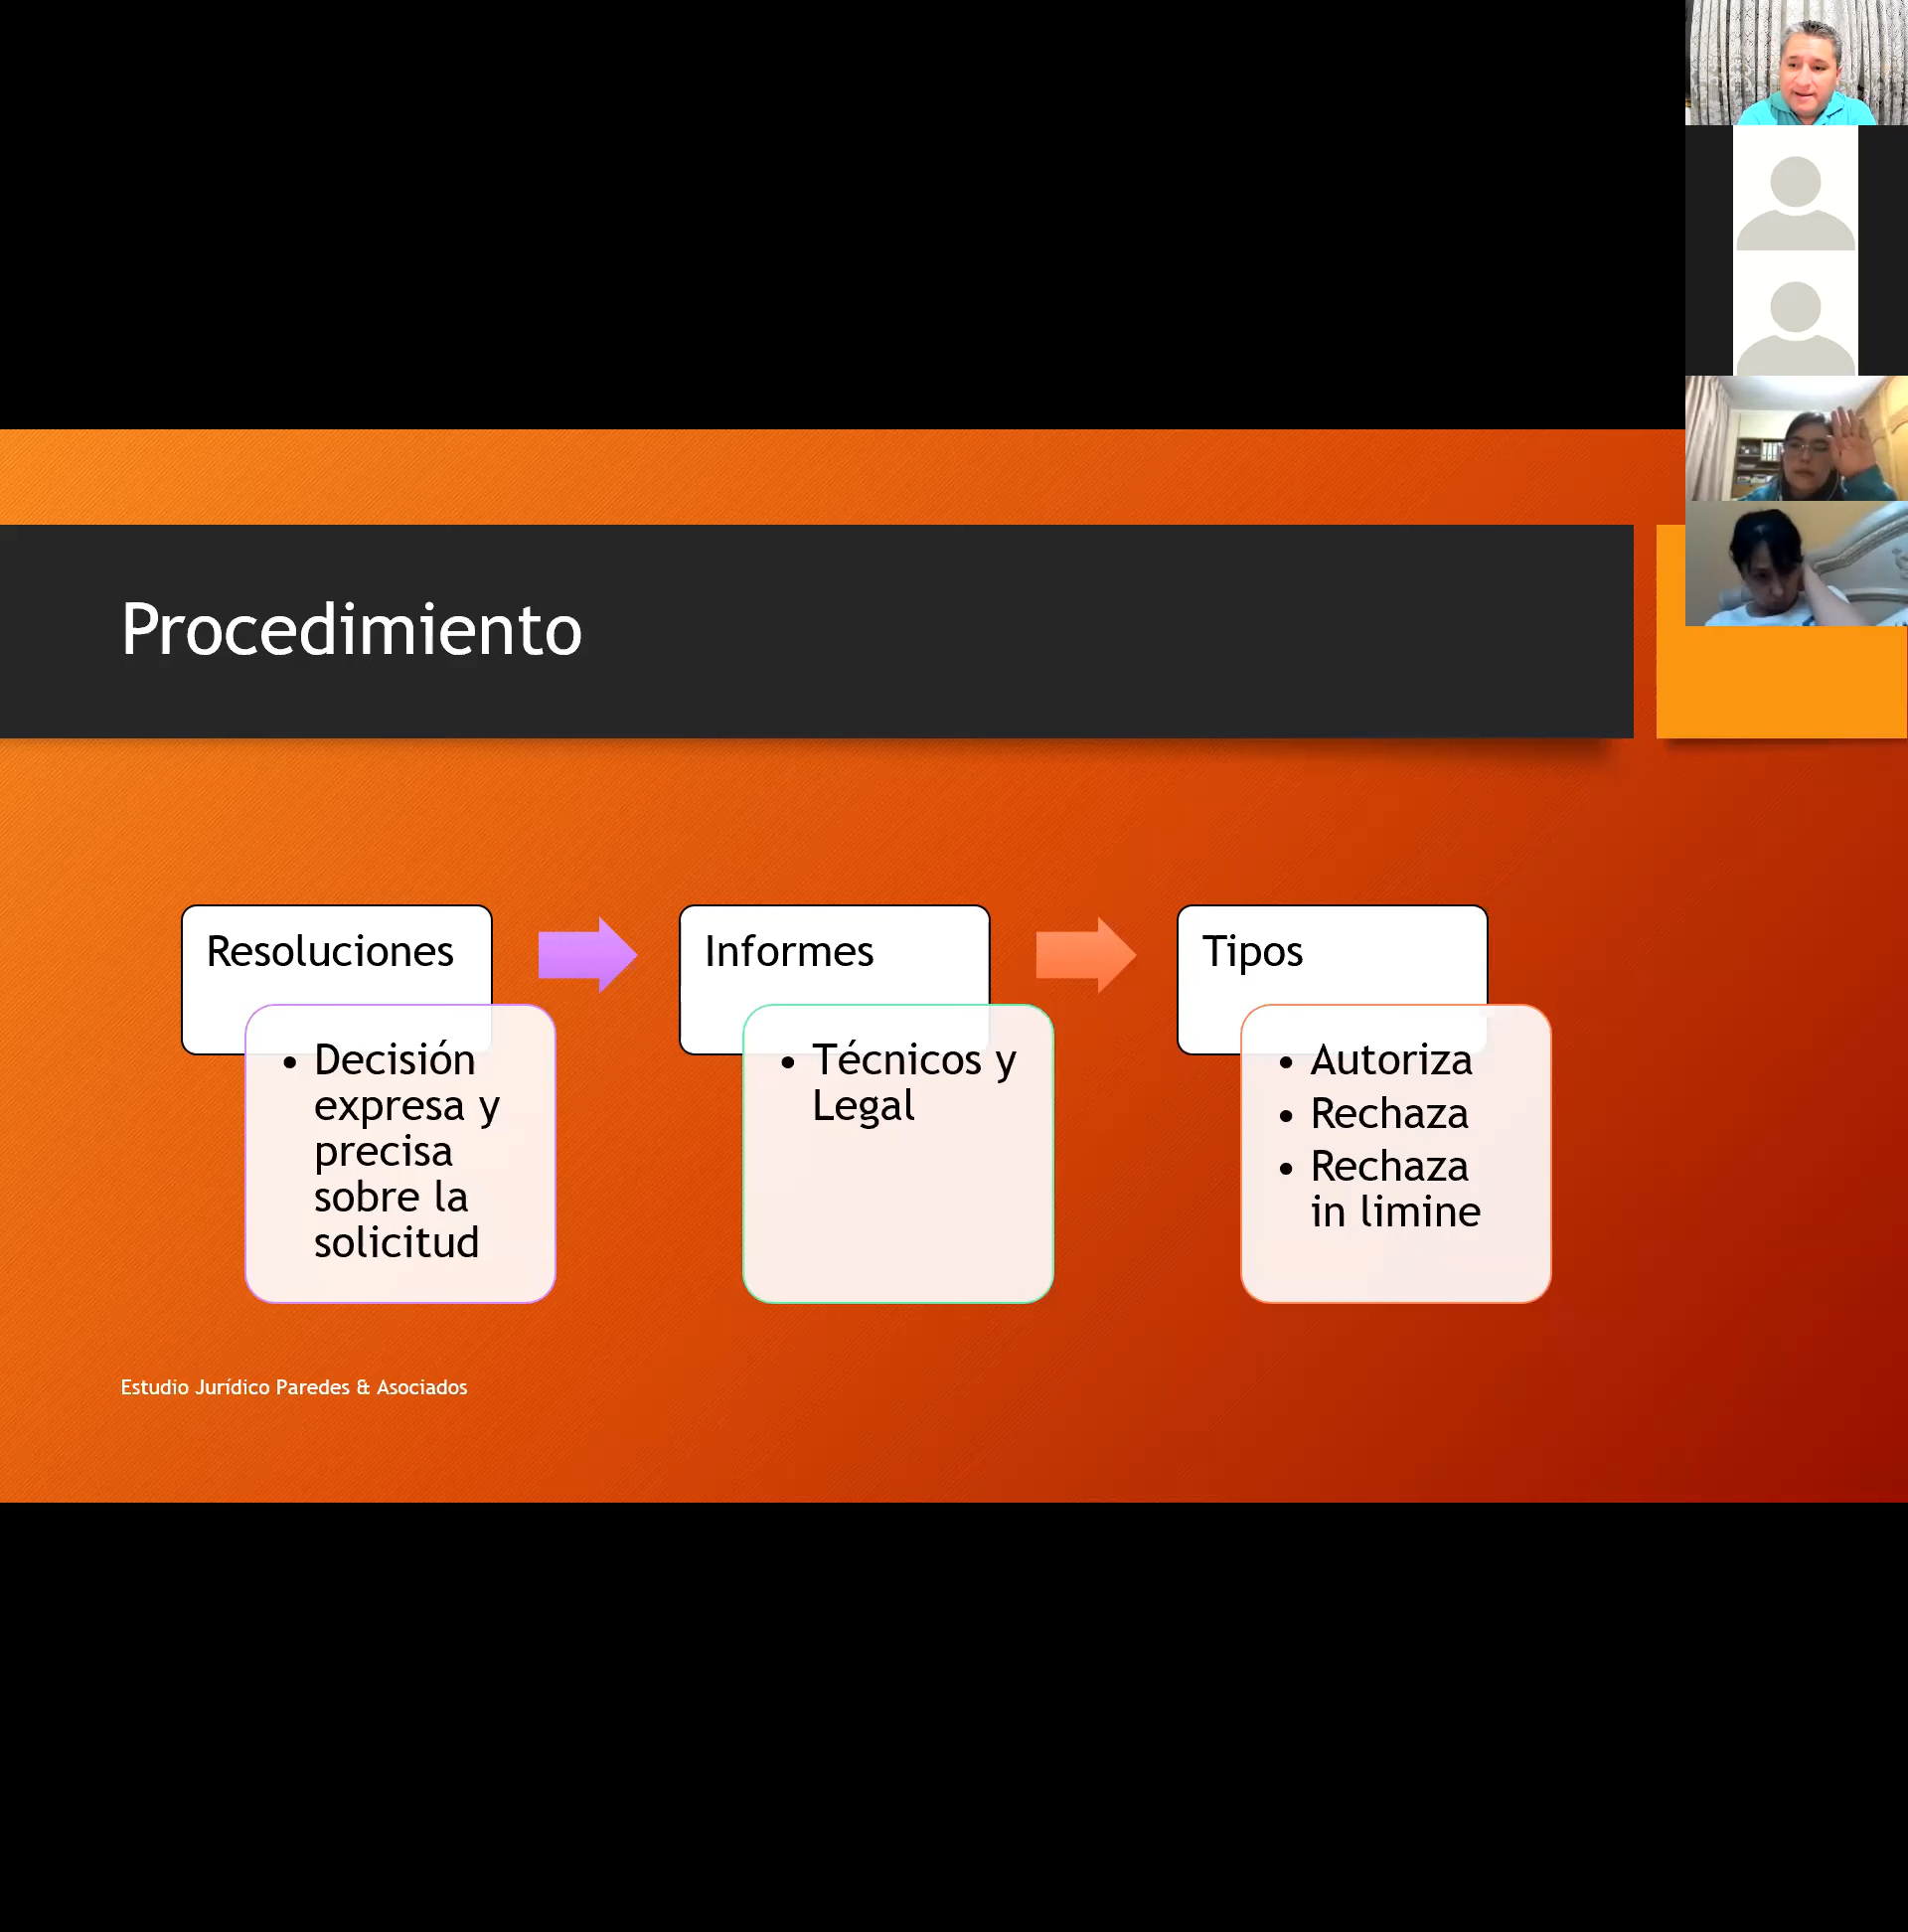 Procedimiento
Resoluciones
• Decisión
expresa y
precisa
sobre la
solicitud
Informes
• Técnicos y
Legal
Tipos
• Autoriza
• Rechaza
• Rechaza
in limine
Estudio Jurídico Paredes & Asociados